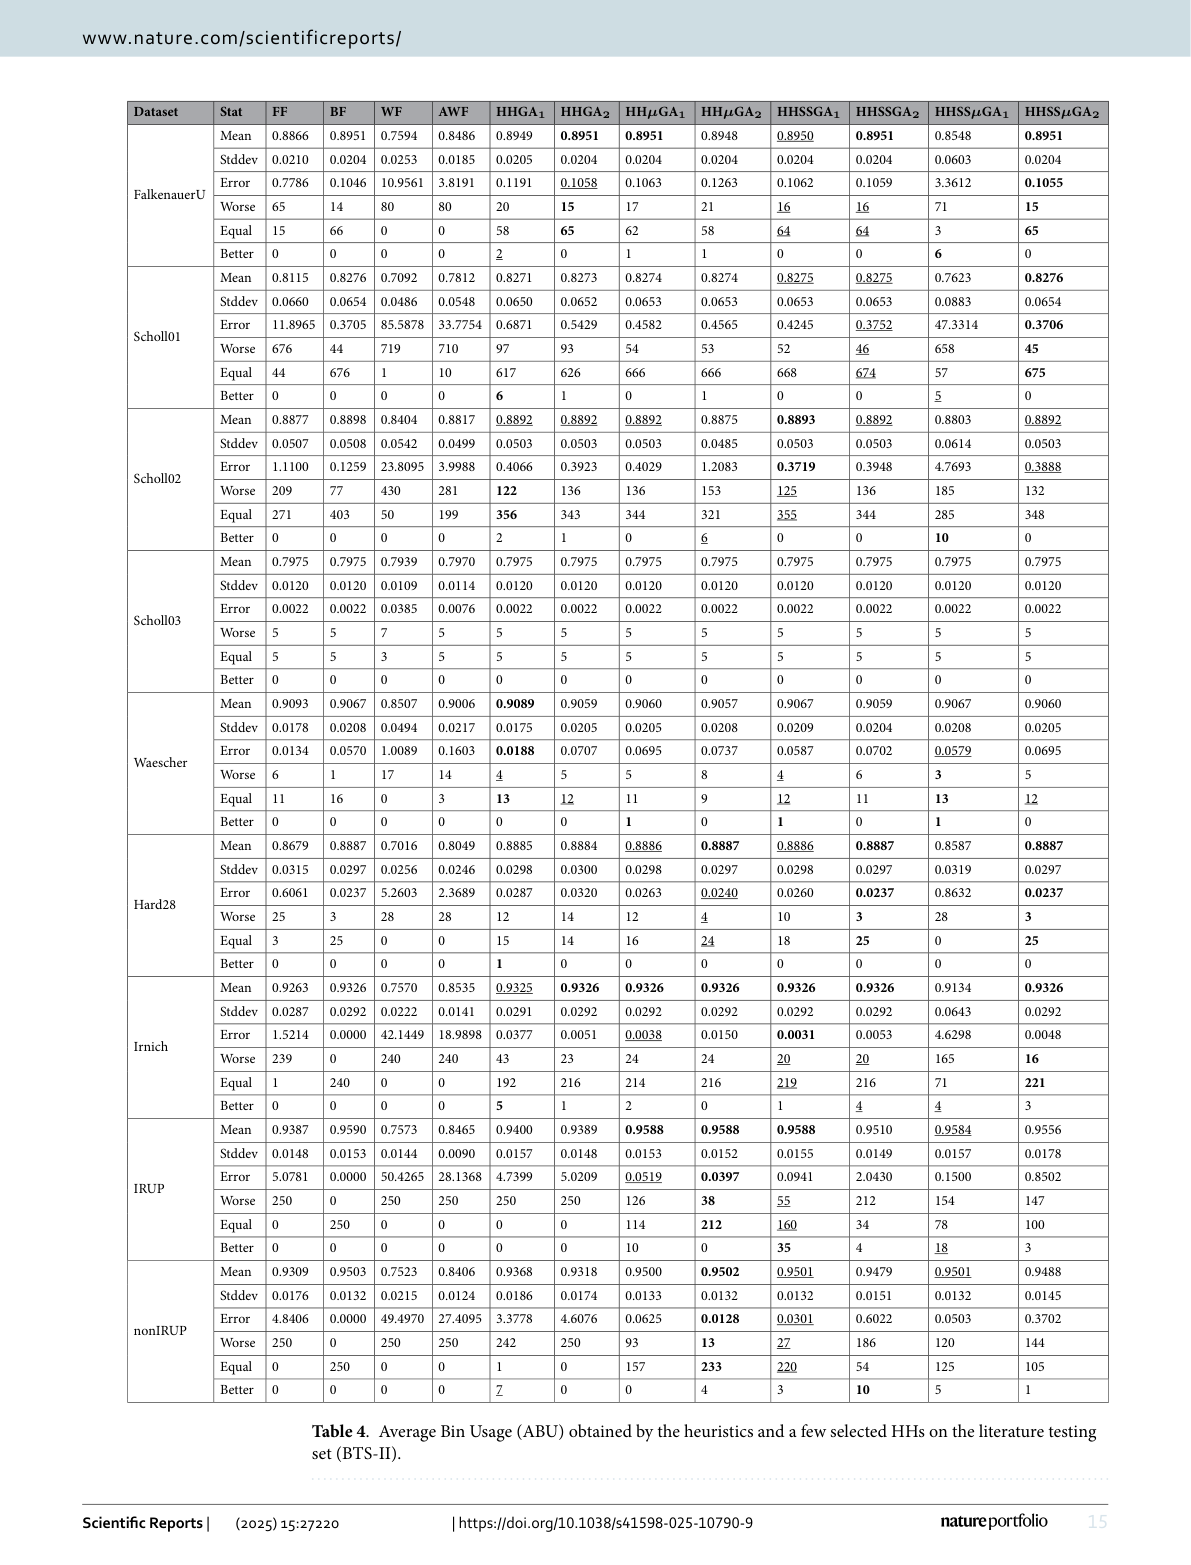 www.nature.com/scientificreports/
Dataset Stat FF BF WF AWF HHGA1 HHGA2 HHμGA1 HHμGA2 HHSSGA1 HHSSGA2 HHSSμGA1 HHSSμGA2
FalkenauerU Mean 0.8866 0.8951 0.7594 0.8486 0.8949 0.8951 0.8951 0.8948 0.8950 0.8951 0.8548 0.8951
Stddev 0.0210 0.0204 0.0253 0.0185 0.0205 0.0204 0.0204 0.0204 0.0204 0.0204 0.0603 0.0204
Error 0.7786 0.1046 10.9561 3.8191 0.1191 0.1058 0.1063 0.1263 0.1062 0.1059 3.3612 0.1055
Worse 65 14 80 80 20 15 17 21 16 16 71 15
Equal 15 66 0 0 58 65 62 58 64 64 3 65
Better 0 0 0 0 2 0 1 1 0 0 6 0
Scholl01 Mean 0.8115 0.8276 0.7092 0.7812 0.8271 0.8273 0.8274 0.8274 0.8275 0.8275 0.7623 0.8276
Stddev 0.0660 0.0654 0.0486 0.0548 0.0650 0.0652 0.0653 0.0653 0.0653 0.0653 0.0883 0.0654
Error 11.8965 0.3705 85.5878 33.7754 0.6871 0.5429 0.4582 0.4565 0.4245 0.3752 47.3314 0.3706
Worse 676 44 719 710 97 93 54 53 52 46 658 45
Equal 44 676 1 10 617 626 666 666 668 674 57 675
Better 0 0 0 0 6 1 0 1 0 0 5 0
Scholl02 Mean 0.8877 0.8898 0.8404 0.8817 0.8892 0.8892 0.8892 0.8875 0.8893 0.8892 0.8803 0.8892
Stddev 0.0507 0.0508 0.0542 0.0499 0.0503 0.0503 0.0503 0.0485 0.0503 0.0503 0.0614 0.0503
Error 1.1100 0.1259 23.8095 3.9988 0.4066 0.3923 0.4029 1.2083 0.3719 0.3948 4.7693 0.3888
Worse 209 77 430 281 122 136 136 153 125 136 185 132
Equal 271 403 50 199 356 343 344 321 355 344 285 348
Better 0 0 0 0 2 1 0 6 0 0 10 0
Scholl03 Mean 0.7975 0.7975 0.7939 0.7970 0.7975 0.7975 0.7975 0.7975 0.7975 0.7975 0.7975 0.7975
Stddev 0.0120 0.0120 0.0109 0.0114 0.0120 0.0120 0.0120 0.0120 0.0120 0.0120 0.0120 0.0120
Error 0.0022 0.0022 0.0385 0.0076 0.0022 0.0022 0.0022 0.0022 0.0022 0.0022 0.0022 0.0022
Worse 5 5 7 5 5 5 5 5 5 5 5 5
Equal 5 5 3 5 5 5 5 5 5 5 5 5
Better 0 0 0 0 0 0 0 0 0 0 0 0
Waescher Mean 0.9093 0.9067 0.8507 0.9006 0.9089 0.9059 0.9060 0.9057 0.9067 0.9059 0.9067 0.9060
Stddev 0.0178 0.0208 0.0494 0.0217 0.0175 0.0205 0.0205 0.0208 0.0209 0.0204 0.0208 0.0205
Error 0.0134 0.0570 1.0089 0.1603 0.0188 0.0707 0.0695 0.0737 0.0587 0.0702 0.0579 0.0695
Worse 6 1 17 14 4 5 5 8 4 6 3 5
Equal 11 16 0 3 13 12 11 9 12 11 13 12
Better 0 0 0 0 0 0 1 0 1 0 1 0
Hard28 Mean 0.8679 0.8887 0.7016 0.8049 0.8885 0.8884 0.8886 0.8887 0.8886 0.8887 0.8587 0.8887
Stddev 0.0315 0.0297 0.0256 0.0246 0.0298 0.0300 0.0298 0.0297 0.0298 0.0297 0.0319 0.0297
Error 0.6061 0.0237 5.2603 2.3689 0.0287 0.0320 0.0263 0.0240 0.0260 0.0237 0.8632 0.0237
Worse 25 3 28 28 12 14 12 4 10 3 28 3
Equal 3 25 0 0 15 14 16 24 18 25 0 25
Better 0 0 0 0 1 0 0 0 0 0 0 0
Irnich Mean 0.9263 0.9326 0.7570 0.8535 0.9325 0.9326 0.9326 0.9326 0.9326 0.9326 0.9134 0.9326
Stddev 0.0287 0.0292 0.0222 0.0141 0.0291 0.0292 0.0292 0.0292 0.0292 0.0292 0.0643 0.0292
Error 1.5214 0.0000 42.1449 18.9898 0.0377 0.0051 0.0038 0.0150 0.0031 0.0053 4.6298 0.0048
Worse 239 0 240 240 43 23 24 24 20 20 165 16
Equal 1 240 0 0 192 216 214 216 219 216 71 221
Better 0 0 0 0 5 1 2 0 1 4 4 3
IRUP Mean 0.9387 0.9590 0.7573 0.8465 0.9400 0.9389 0.9588 0.9588 0.9588 0.9510 0.9584 0.9556
Stddev 0.0148 0.0153 0.0144 0.0090 0.0157 0.0148 0.0153 0.0152 0.0155 0.0149 0.0157 0.0178
Error 5.0781 0.0000 50.4265 28.1368 4.7399 5.0209 0.0519 0.0397 0.0941 2.0430 0.1500 0.8502
Worse 250 0 250 250 250 250 126 38 55 212 154 147
Equal 0 250 0 0 0 0 114 212 160 34 78 100
Better 0 0 0 0 0 0 10 0 35 4 18 3
nonIRUP Mean 0.9309 0.9503 0.7523 0.8406 0.9368 0.9318 0.9500 0.9502 0.9501 0.9479 0.9501 0.9488
Stddev 0.0176 0.0132 0.0215 0.0124 0.0186 0.0174 0.0133 0.0132 0.0132 0.0151 0.0132 0.0145
Error 4.8406 0.0000 49.4970 27.4095 3.3778 4.6076 0.0625 0.0128 0.0301 0.6022 0.0503 0.3702
Worse 250 0 250 250 242 250 93 13 27 186 120 144
Equal 0 250 0 0 1 0 157 233 220 54 125 105
Better 0 0 0 0 7 0 0 4 3 10 5 1
Table 4. Average Bin Usage (ABU) obtained by the heuristics and a few selected HHs on the literature testing
set (BTS-II).
Scientific Reports | (2025) 15:27220 | https://doi.org/10.1038/s41598-025-10790-9 natureportfolio 15